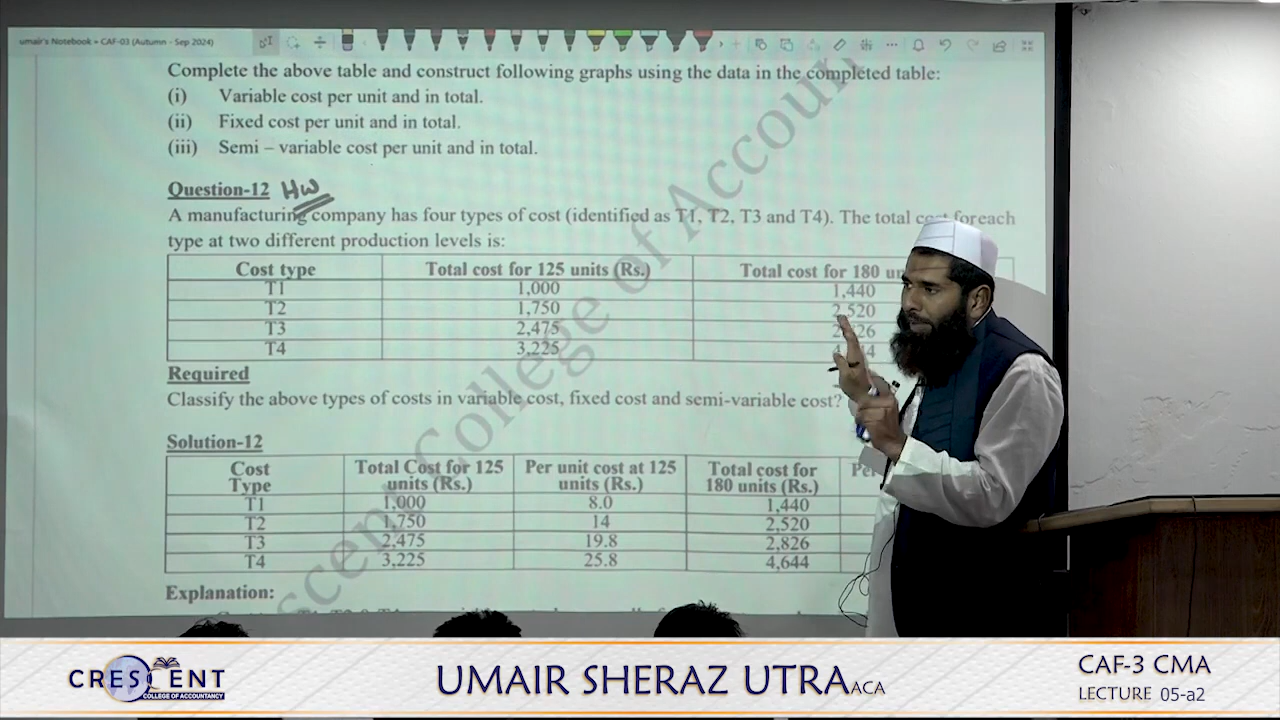 umair's Notebook » CAF-03 (Autumn - Sep 2024)
Complete the above table and construct following graphs using the data in the completed table:
(i) Variable cost per unit and in total.
(ii) Fixed cost per unit and in total.
(iii) Semi – variable cost per unit and in total.
Question-12 HW
A manufacturing company has four types of cost (identified as T1, T2, T3 and T4). The total cost foreach
type at two different production levels is:
Cost type Total cost for 125 units (Rs.) Total cost for 180
T1 1,000 1,440
T2 1,750 2,520
T3 2,475
T4 3,225
Required
Classify the above types of costs in variable cost, fixed cost and semi-variable cost?
Solution-12
Cost Type Total Cost for 125 units (Rs.) Per unit cost at 125 units (Rs.) Total cost for 180 units (Rs.)
T1 1,000 8.0 1,440
T2 1,750 14 2,520
T3 2,475 19.8 2,826
T4 3,225 25.8 4,644
Explanation:
Crescent College of Accoun
CRESCENT
COLLEGE OF ACCOUNTANCY
UMAIR SHERAZ UTRA ACA
CAF-3 CMA
LECTURE 05-a2